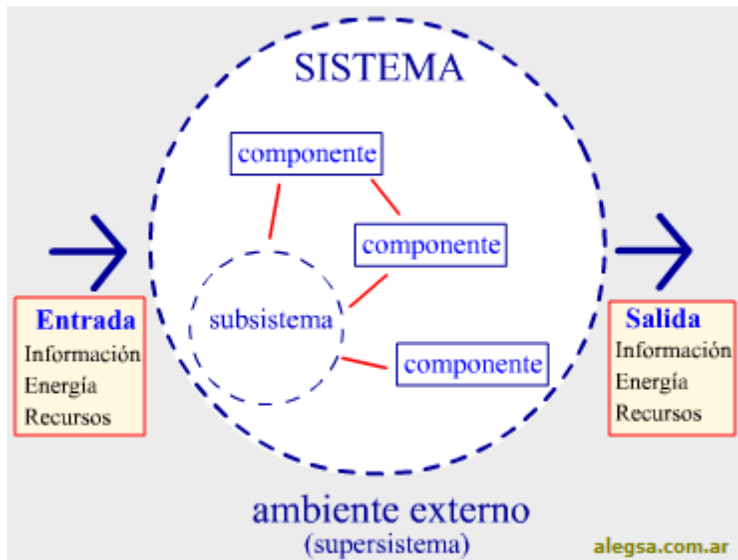 SISTEMA
componente
componente
subsistema
componente
Entrada
Información
Energía
Recursos
Salida
Información
Energía
Recursos
ambiente externo
(supersistema)
alegsa.com.ar